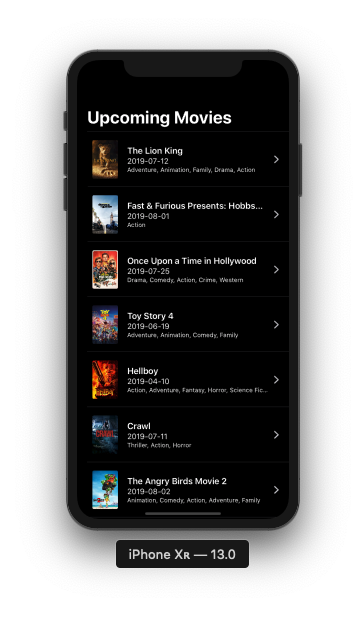 Upcoming Movies
The Lion King
2019-07-12
Adventure, Animation, Family, Drama, Action
Fast & Furious Presents: Hobbs...
2019-08-01
Action
Once Upon a Time in Hollywood
2019-07-25
Drama, Comedy, Action, Crime, Western
Toy Story 4
2019-06-19
Adventure, Animation, Comedy, Family
Hellboy
2019-04-10
Action, Adventure, Fantasy, Horror, Science Fic...
Crawl
2019-07-11
Thriller, Action, Horror
CRAWL
The Angry Birds Movie 2
2019-08-02
Animation, Comedy, Action, Adventure, Family
iPhone Xʀ — 13.0